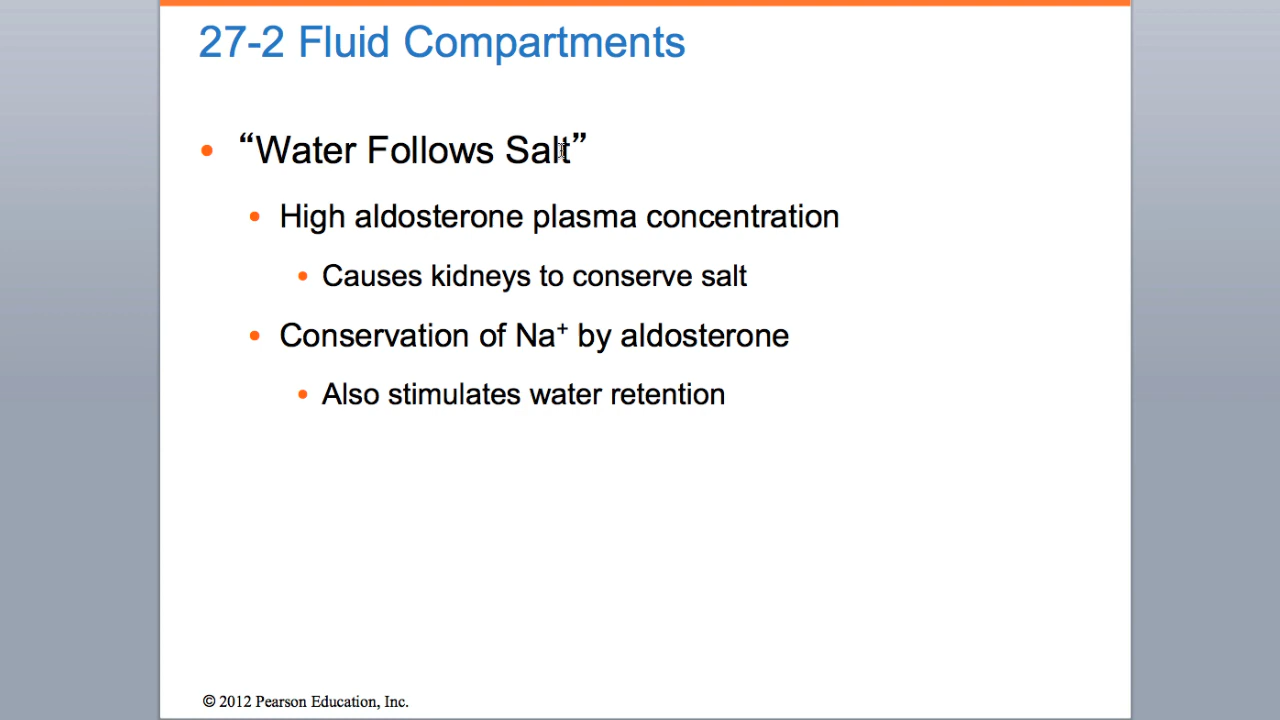 27-2 Fluid Compartments
• “Water Follows Salt”
• High aldosterone plasma concentration
• Causes kidneys to conserve salt
• Conservation of Na⁺ by aldosterone
• Also stimulates water retention
© 2012 Pearson Education, Inc.